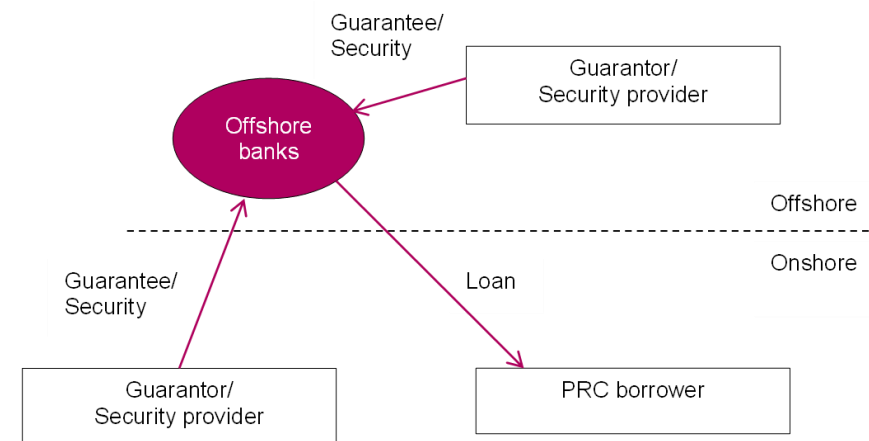 Guarantee/
Security
Guarantor/
Security provider
Offshore
banks
Offshore
Onshore
Guarantee/
Security
Loan
Guarantor/
Security provider
PRC borrower